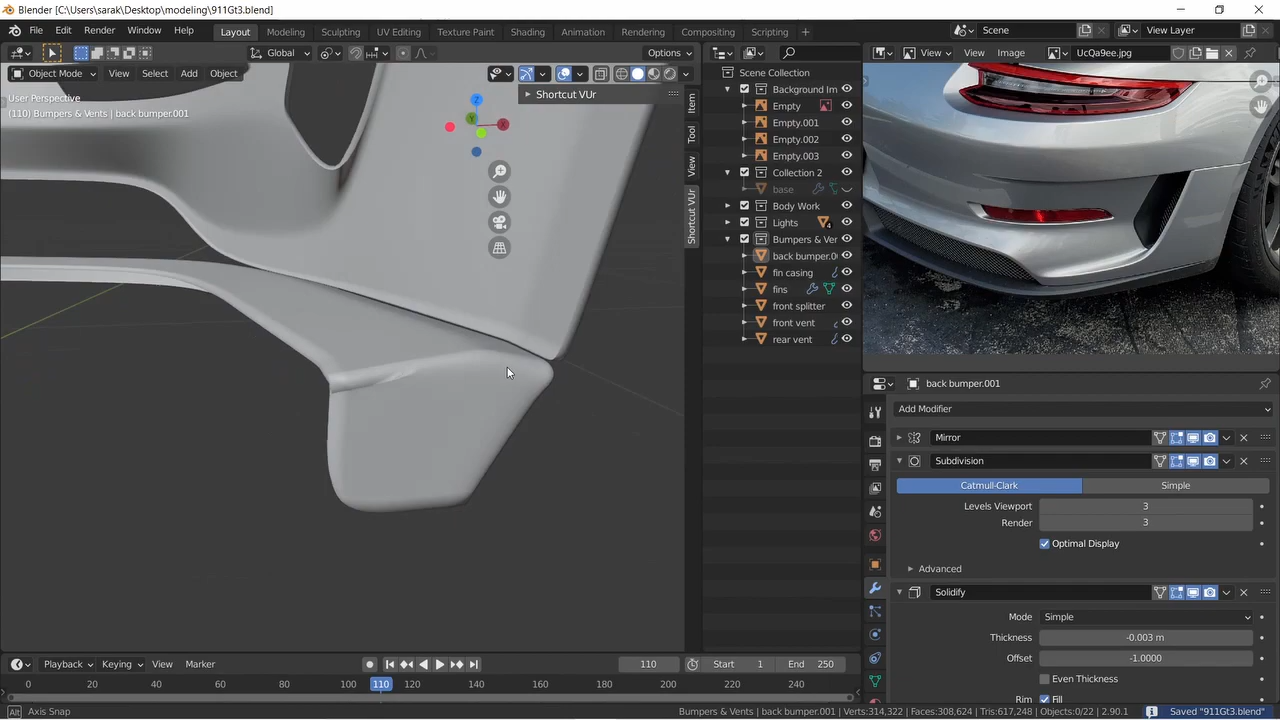 Blender [C:\Users\sarak\Desktop\modeling\911Gt3.blend]
File Edit Render Window Help Layout Modeling Sculpting UV Editing Texture Paint Shading Animation Rendering Compositing Scripting + Scene View Layer
Global Options View View Image UcQa9ee.jpg
Object Mode View Select Add Object
User Perspective
(110) Bumpers & Vents | back bumper.001
Shortcut VUr
Z
Y
X
Item
Tool
View
Shortcut VUr
Scene Collection
Background Im
Empty
Empty.001
Empty.002
Empty.003
Collection 2
base
Body Work
Lights 4
Bumpers & Ver
back bumper.0
fin casing
fins
front splitter
front vent
rear vent
back bumper.001
Add Modifier
Mirror
Subdivision
Catmull-Clark Simple
Levels Viewport 3
Render 3
Optimal Display
Advanced
Solidify
Mode Simple
Thickness -0.003 m
Offset -1.0000
Even Thickness
Rim Fill
Playback Keying View Marker 110 Start 1 End 250
0 20 40 60 80 100 110 120 140 160 180 200 220 240
Alt Axis Snap Bumpers & Vents | back bumper.001 | Verts:314,322 | Faces:308,624 | Tris:617,248 | Objects:0/22 | 2.90.1 Saved "911Gt3.blend"